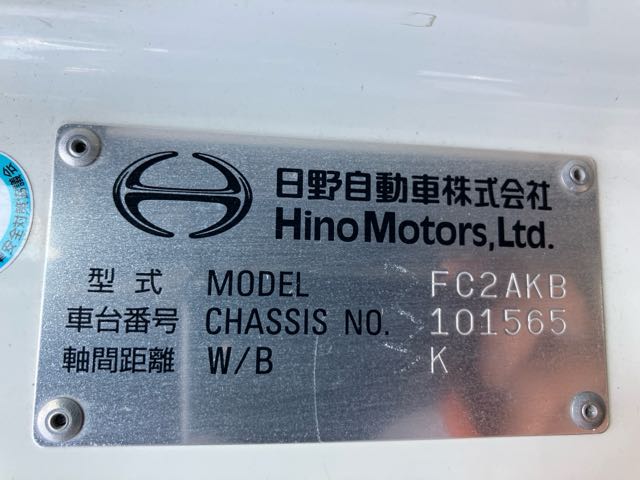 日野自動車株式会社
Hino Motors, Ltd.
型式 MODEL FC2AKB
車台番号 CHASSIS NO. 101565
軸間距離 W/B K